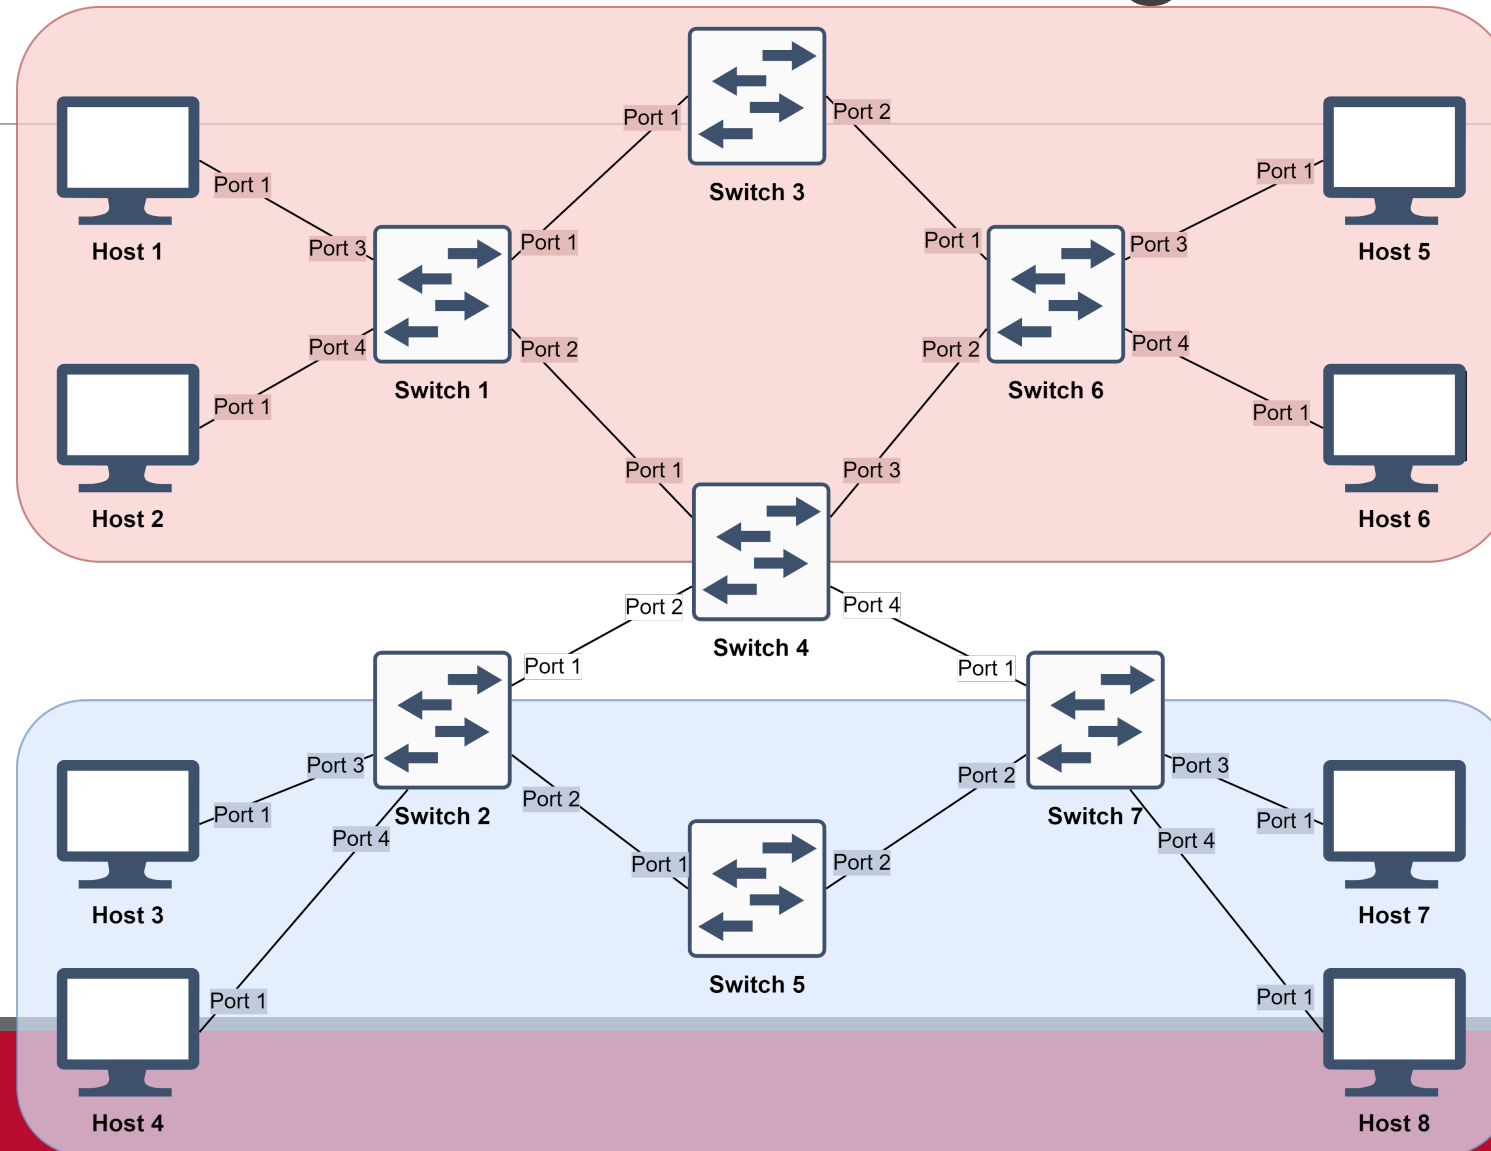 Port 1
Port 2
Switch 3
Port 1
Port 1
Host 1
Port 3
Port 1
Port 1
Port 3
Host 5
Port 4
Port 2
Port 2
Port 4
Switch 1
Switch 6
Port 1
Port 1
Port 1
Port 3
Host 2
Host 6
Port 2
Port 4
Switch 4
Port 1
Port 1
Port 3
Port 2
Port 3
Port 1
Port 2
Switch 2
Switch 7
Port 1
Port 4
Port 4
Port 1
Port 2
Host 3
Host 7
Switch 5
Port 1
Port 1
Host 4
Host 8